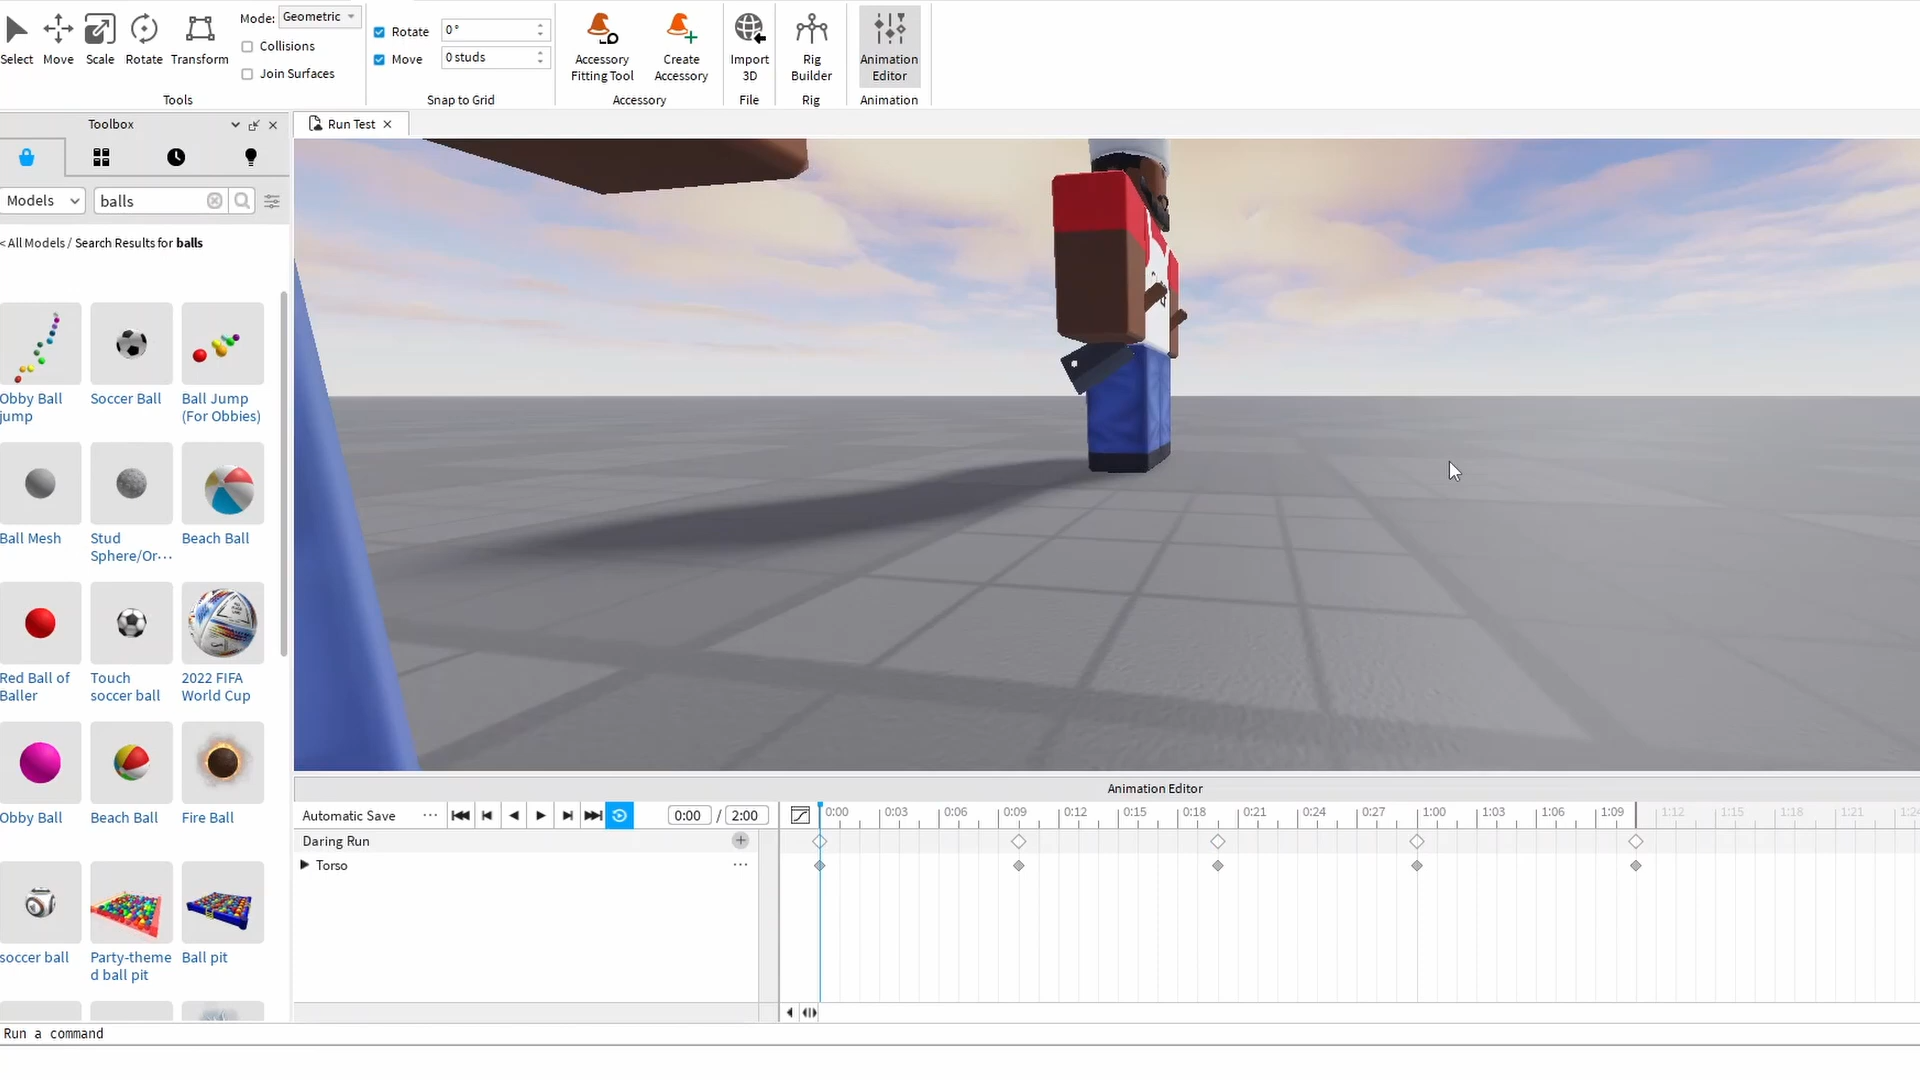 Select
Move
Scale
Rotate
Transform
Mode: Geometric
Collisions
Join Surfaces
Tools
Rotate 0 °
Move 0 studs
Snap to Grid
Accessory
Fitting Tool
Create
Accessory
Accessory
Import
3D
File
Rig
Builder
Rig
Animation
Editor
Animation
Toolbox
Run Test
Models
balls
< All Models / Search Results for balls
Obby Ball
jump
Soccer Ball
Ball Jump
(For Obbies)
Ball Mesh
Stud
Sphere/Or...
Beach Ball
Red Ball of
Baller
Touch
soccer ball
2022 FIFA
World Cup
Obby Ball
Beach Ball
Fire Ball
soccer ball
Party-theme
d ball pit
Ball pit
Animation Editor
Automatic Save ... 0:00 / 2:00
0:00 0:03 0:06 0:09 0:12 0:15 0:18 0:21 0:24 0:27 1:00 1:03 1:06 1:09 1:12 1:15 1:18 1:21
Daring Run
Torso ...
Run a command